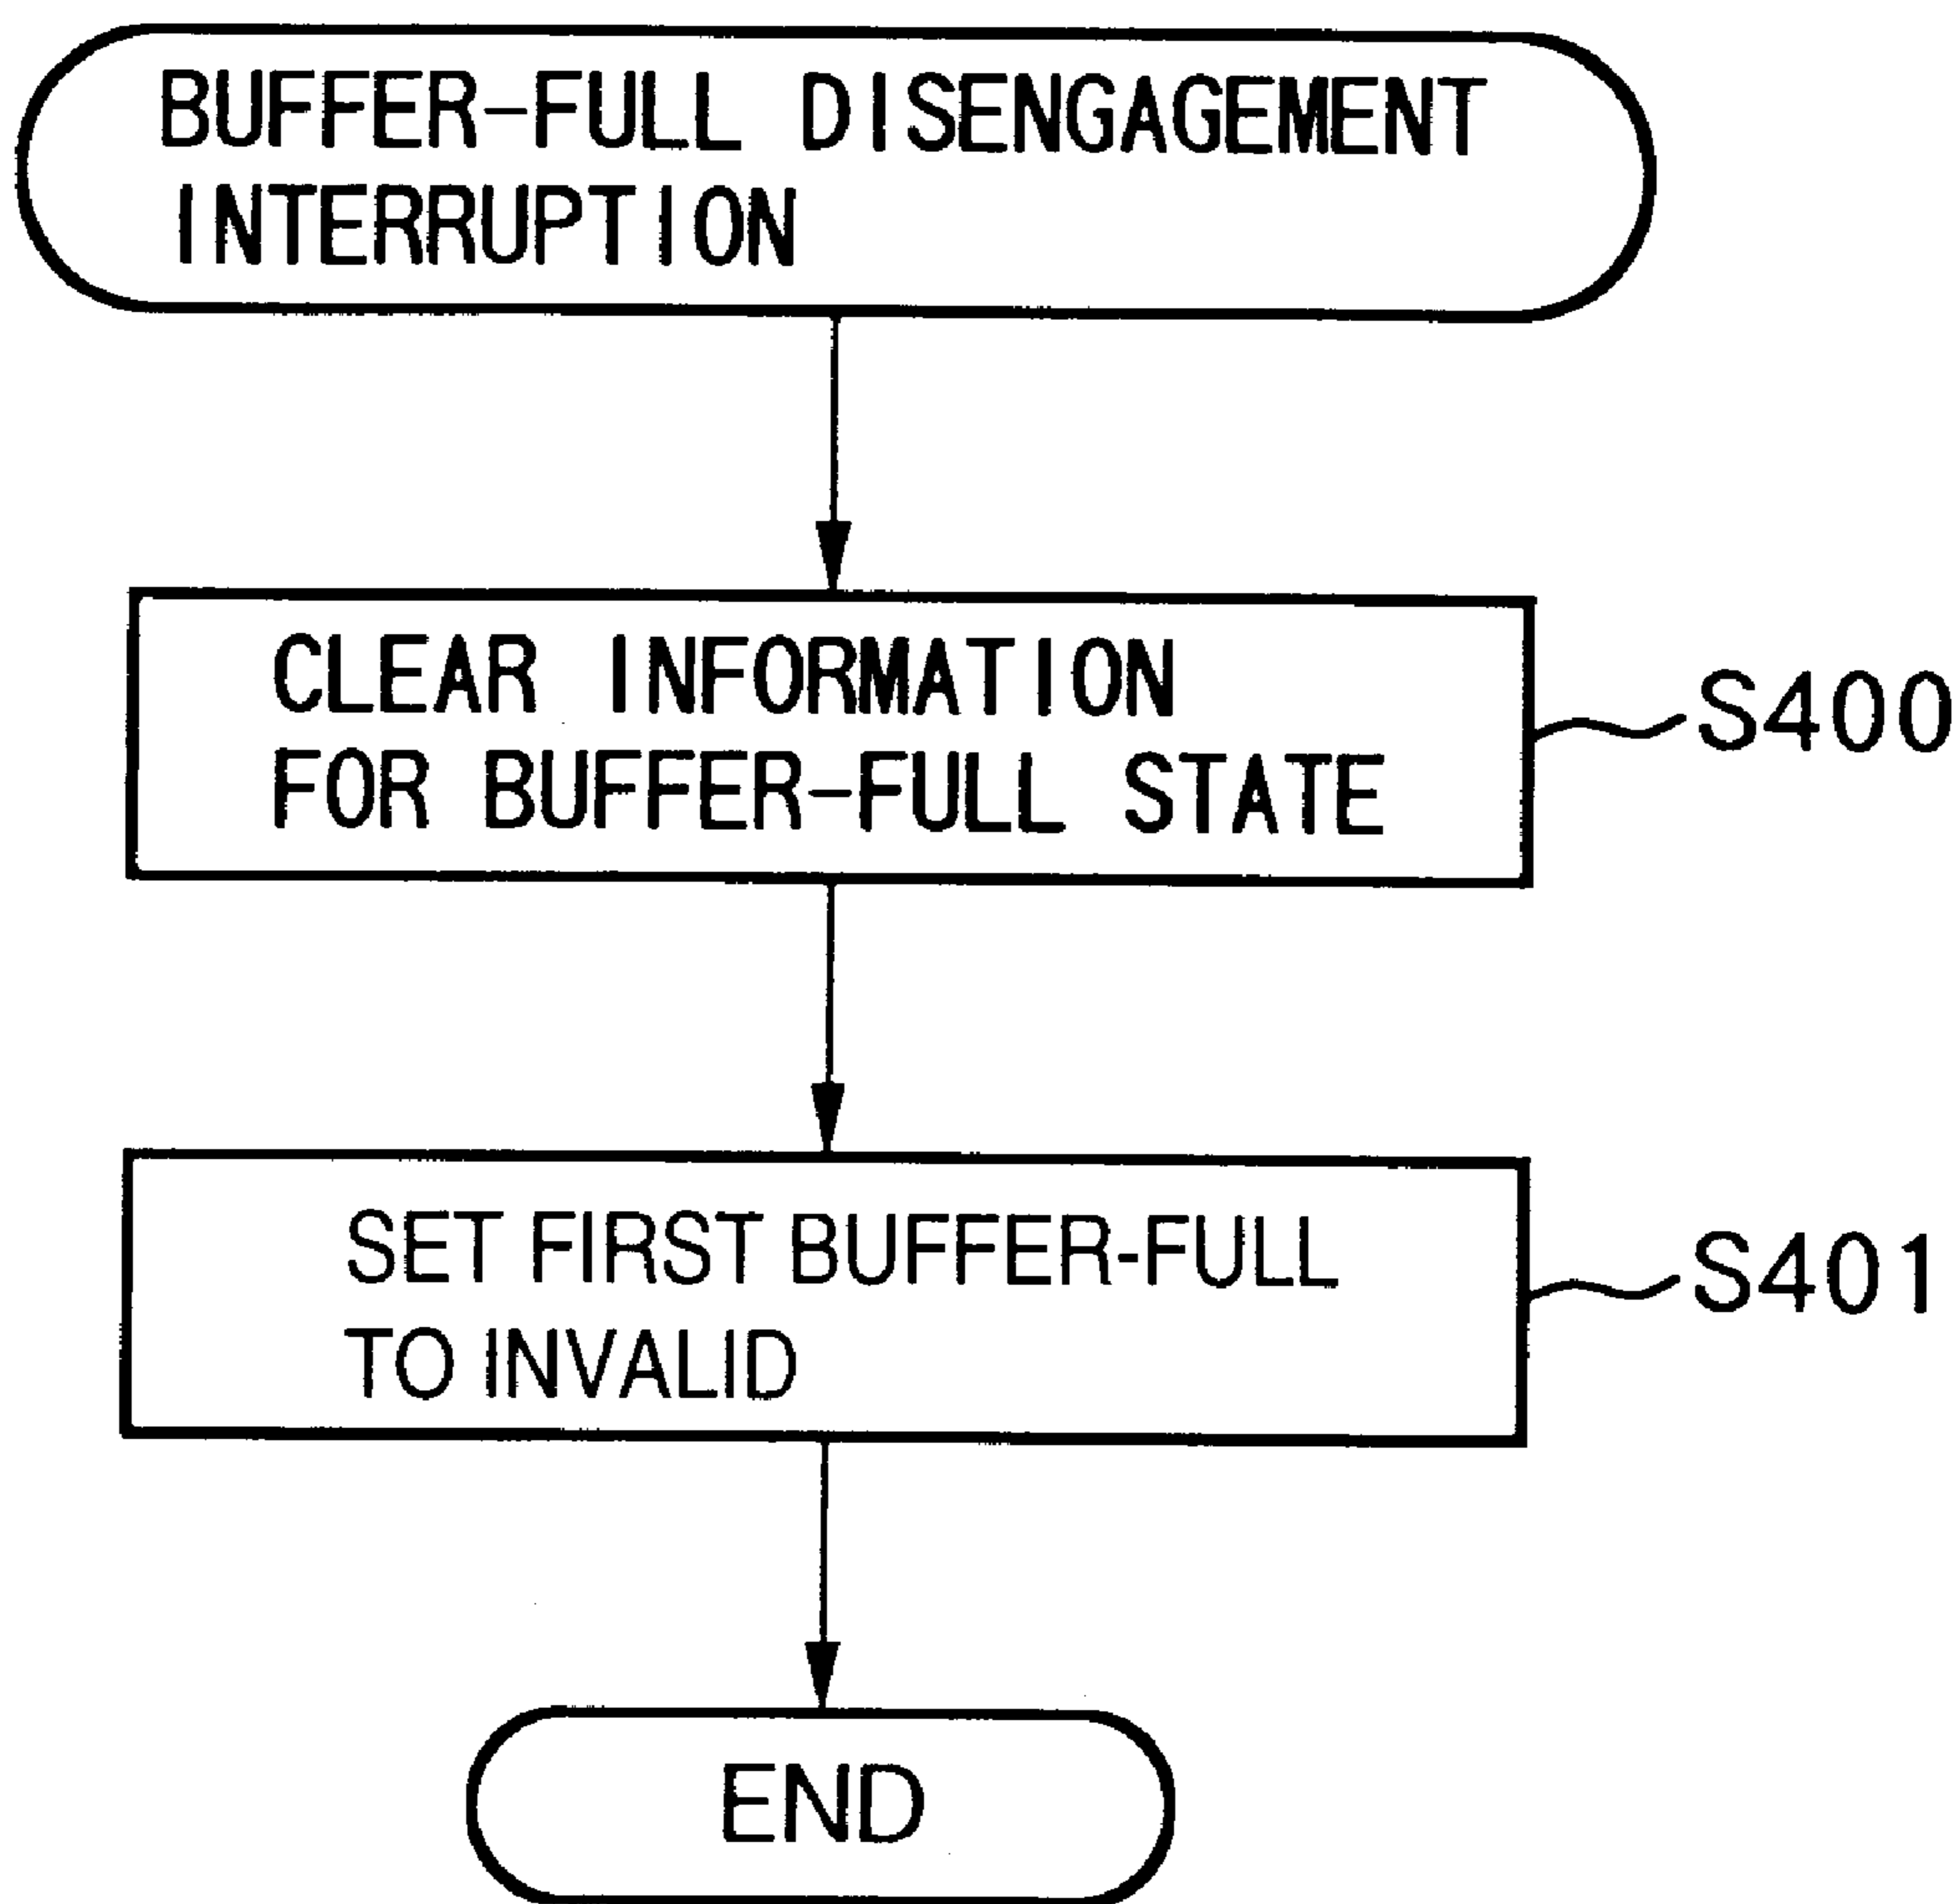 BUFFER-FULL DISENGAGEMENT
INTERRUPTION
CLEAR INFORMATION
FOR BUFFER-FULL STATE
S400
SET FIRST BUFFER-FULL
TO INVALID
S401
END